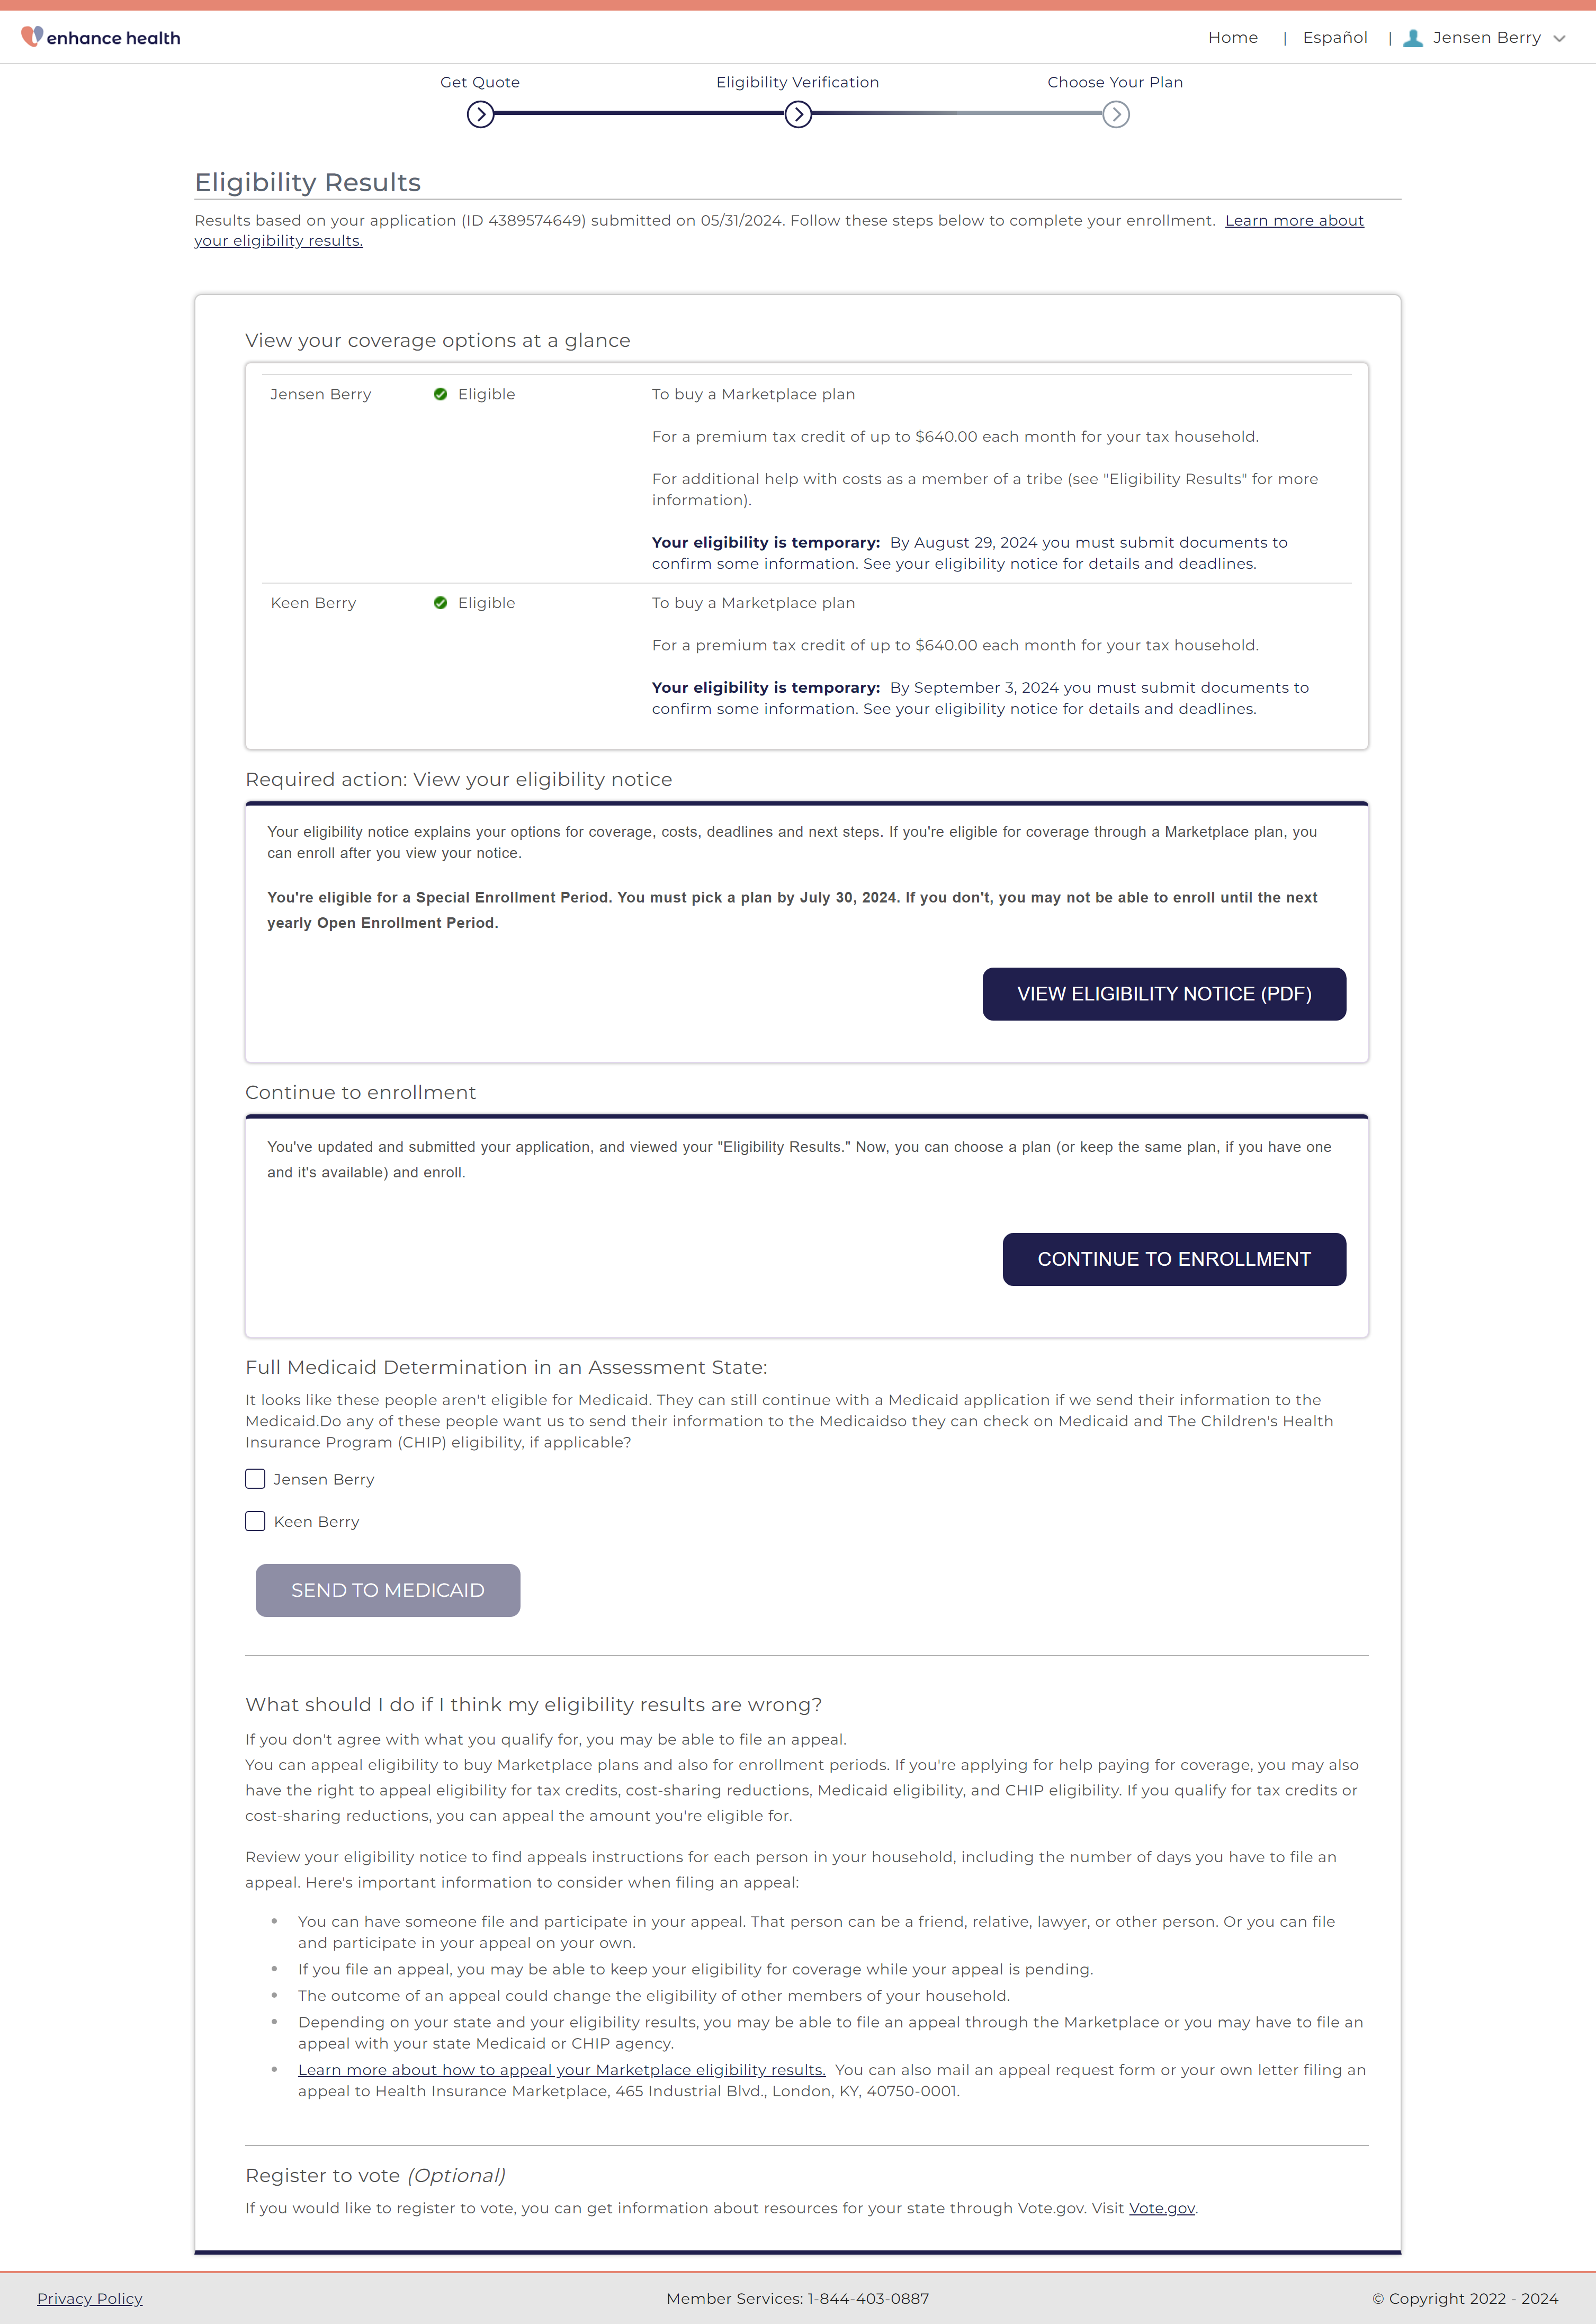 enhance health
Home | Español | Jensen Berry
Get Quote
Eligibility Verification
Choose Your Plan
Eligibility Results
Results based on your application (ID 4389574649) submitted on 05/31/2024. Follow these steps below to complete your enrollment. Learn more about
your eligibility results.
View your coverage options at a glance
Jensen Berry
Eligible
To buy a Marketplace plan
For a premium tax credit of up to $640.00 each month for your tax household.
For additional help with costs as a member of a tribe (see "Eligibility Results" for more
information).
Your eligibility is temporary: By August 29, 2024 you must submit documents to
confirm some information. See your eligibility notice for details and deadlines.
Keen Berry
Eligible
To buy a Marketplace plan
For a premium tax credit of up to $640.00 each month for your tax household.
Your eligibility is temporary: By September 3, 2024 you must submit documents to
confirm some information. See your eligibility notice for details and deadlines.
Required action: View your eligibility notice
Your eligibility notice explains your options for coverage, costs, deadlines and next steps. If you're eligible for coverage through a Marketplace plan, you
can enroll after you view your notice.
You're eligible for a Special Enrollment Period. You must pick a plan by July 30, 2024. If you don't, you may not be able to enroll until the next
yearly Open Enrollment Period.
VIEW ELIGIBILITY NOTICE (PDF)
Continue to enrollment
You've updated and submitted your application, and viewed your "Eligibility Results." Now, you can choose a plan (or keep the same plan, if you have one
and it's available) and enroll.
CONTINUE TO ENROLLMENT
Full Medicaid Determination in an Assessment State:
It looks like these people aren't eligible for Medicaid. They can still continue with a Medicaid application if we send their information to the
Medicaid.Do any of these people want us to send their information to the Medicaidso they can check on Medicaid and The Children's Health
Insurance Program (CHIP) eligibility, if applicable?
Jensen Berry
Keen Berry
SEND TO MEDICAID
What should I do if I think my eligibility results are wrong?
If you don't agree with what you qualify for, you may be able to file an appeal.
You can appeal eligibility to buy Marketplace plans and also for enrollment periods. If you're applying for help paying for coverage, you may also
have the right to appeal eligibility for tax credits, cost-sharing reductions, Medicaid eligibility, and CHIP eligibility. If you qualify for tax credits or
cost-sharing reductions, you can appeal the amount you're eligible for.
Review your eligibility notice to find appeals instructions for each person in your household, including the number of days you have to file an
appeal. Here's important information to consider when filing an appeal:
• You can have someone file and participate in your appeal. That person can be a friend, relative, lawyer, or other person. Or you can file
and participate in your appeal on your own.
• If you file an appeal, you may be able to keep your eligibility for coverage while your appeal is pending.
• The outcome of an appeal could change the eligibility of other members of your household.
• Depending on your state and your eligibility results, you may be able to file an appeal through the Marketplace or you may have to file an
appeal with your state Medicaid or CHIP agency.
• Learn more about how to appeal your Marketplace eligibility results. You can also mail an appeal request form or your own letter filing an
appeal to Health Insurance Marketplace, 465 Industrial Blvd., London, KY, 40750-0001.
Register to vote (Optional)
If you would like to register to vote, you can get information about resources for your state through Vote.gov. Visit Vote.gov.
Privacy Policy
Member Services: 1-844-403-0887
© Copyright 2022 - 2024